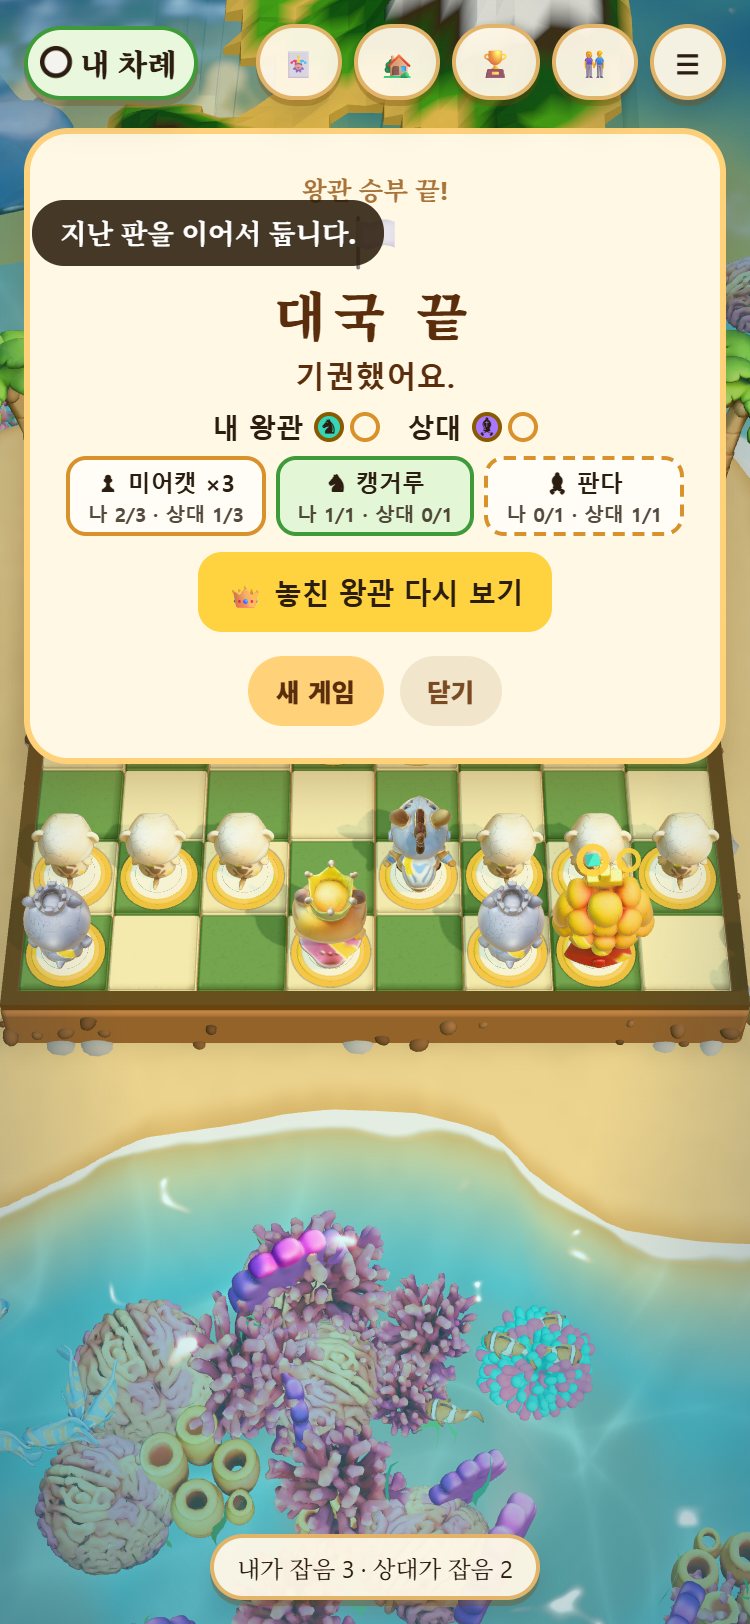 내 차례
왕관 승부 끝!
지난 판을 이어서 둡니다.
대국 끝
기권했어요.
내 왕관 상대
미어캣 ×3
나 2/3 · 상대 1/3
캥거루
나 1/1 · 상대 0/1
판다
나 0/1 · 상대 1/1
놓친 왕관 다시 보기
새 게임
닫기
내가 잡음 3 · 상대가 잡음 2